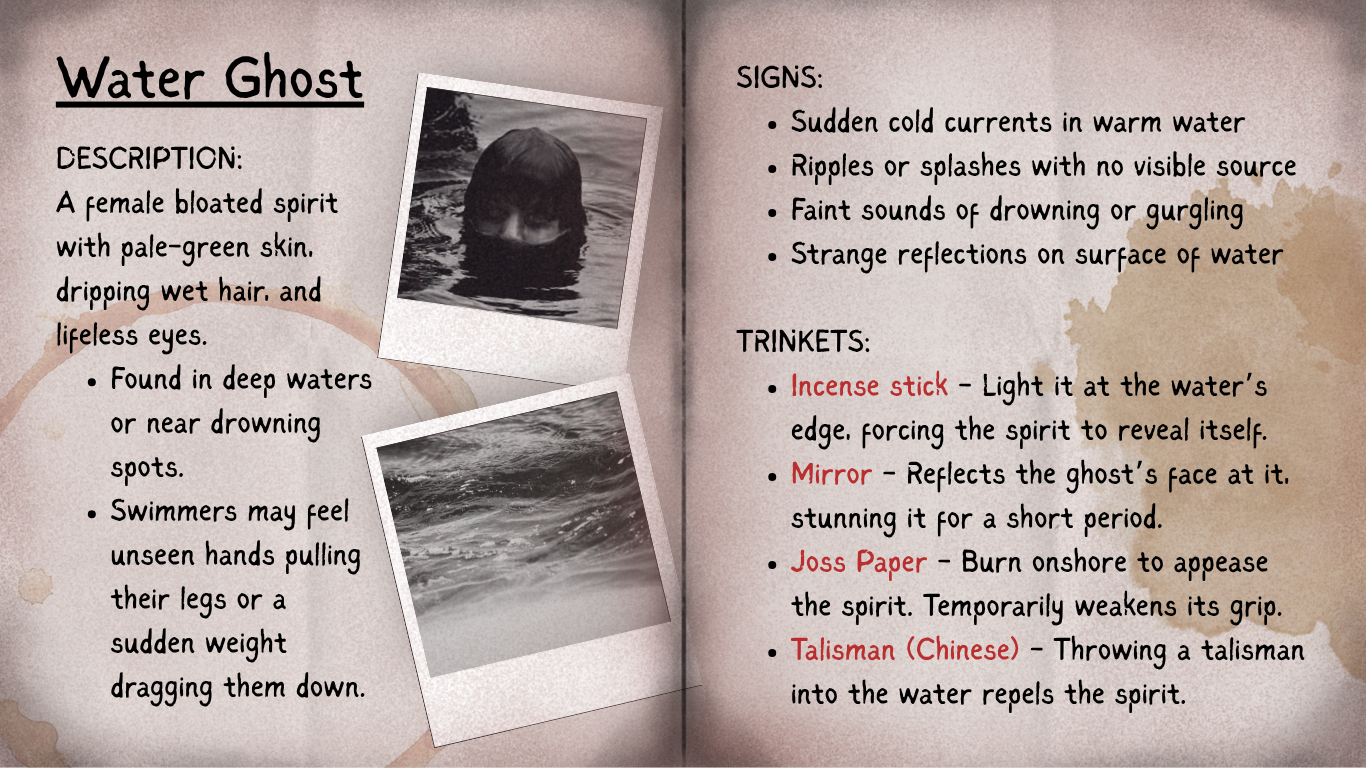 Water Ghost
DESCRIPTION:
A female bloated spirit
with pale-green skin,
dripping wet hair, and
lifeless eyes.
• Found in deep waters
or near drowning
spots.
• Swimmers may feel
unseen hands pulling
their legs or a
sudden weight
dragging them down.
SIGNS:
• Sudden cold currents in warm water
• Ripples or splashes with no visible source
• Faint sounds of drowning or gurgling
• Strange reflections on surface of water
TRINKETS:
• Incense stick – Light it at the water's
edge, forcing the spirit to reveal itself.
• Mirror – Reflects the ghost's face at it,
stunning it for a short period.
• Joss Paper – Burn onshore to appease
the spirit. Temporarily weakens its grip.
• Talisman (Chinese) – Throwing a talisman
into the water repels the spirit.